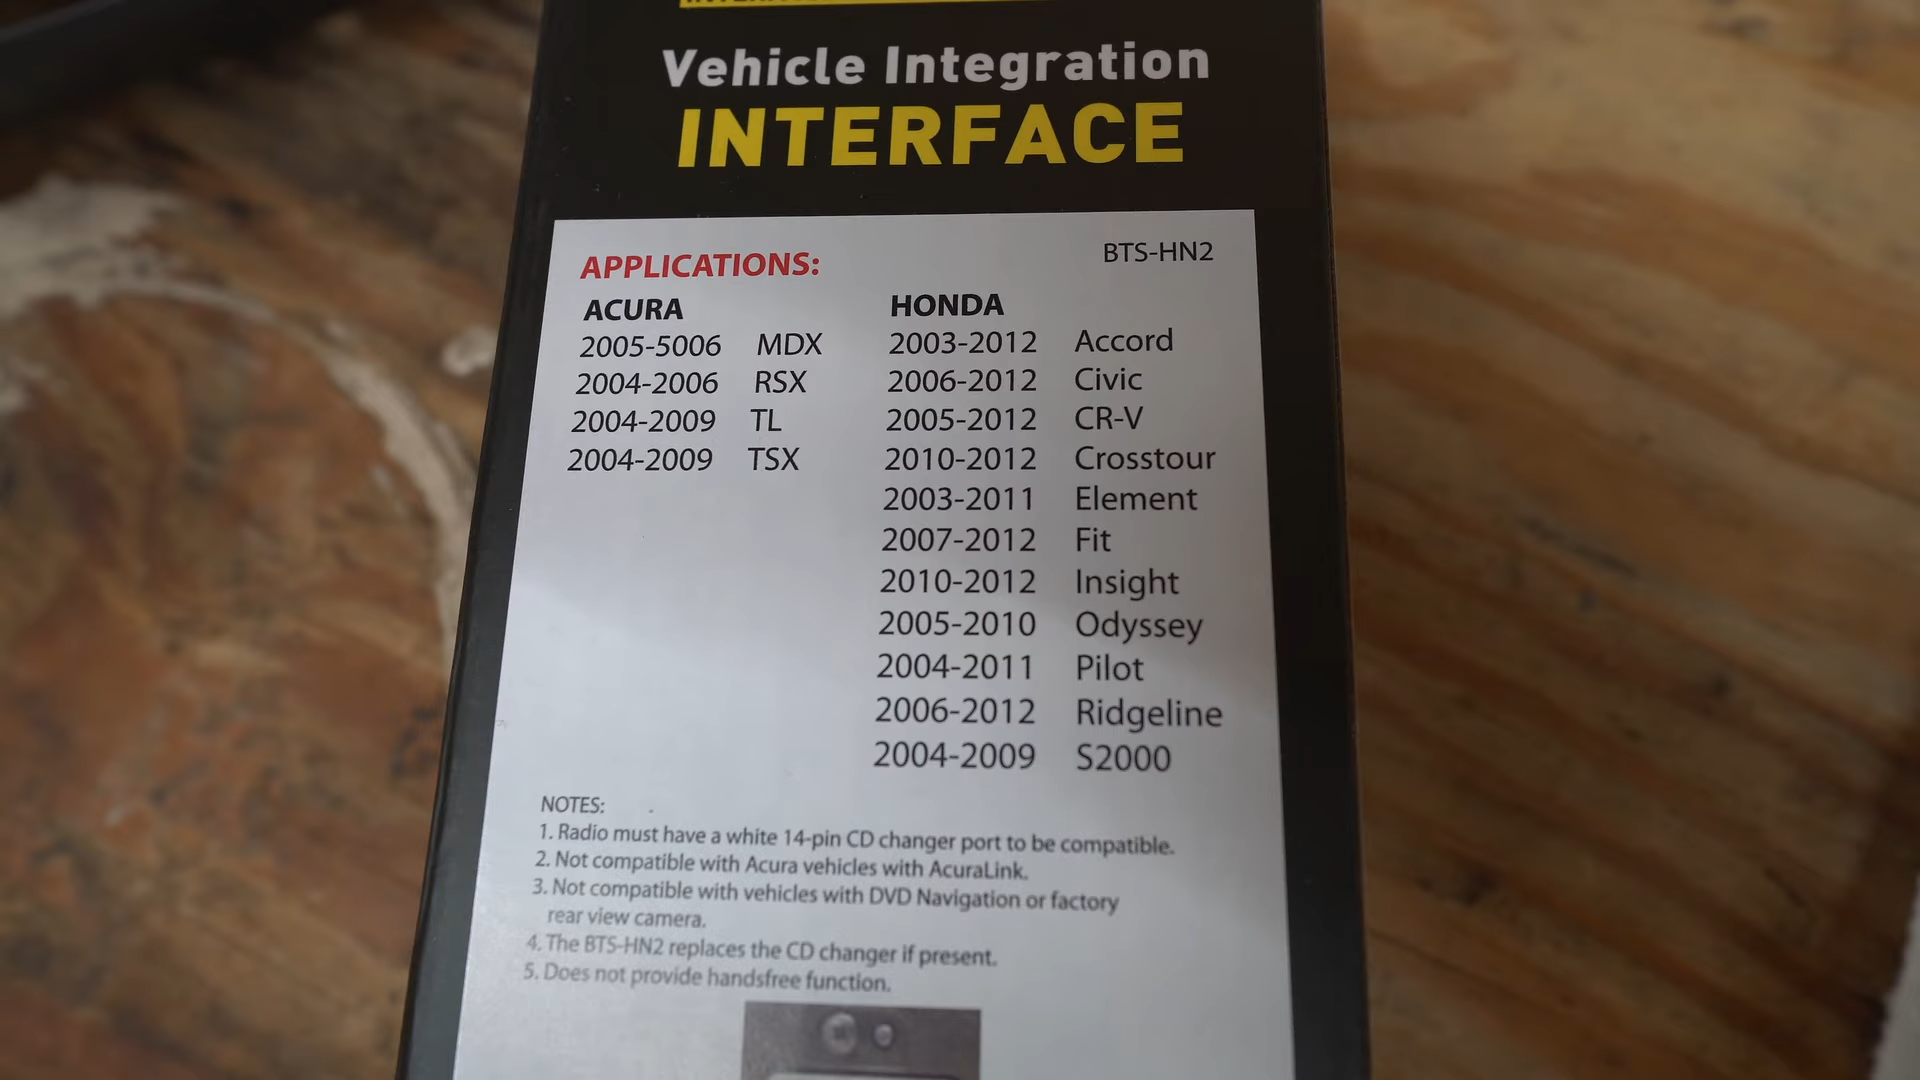 Vehicle Integration
INTERFACE
APPLICATIONS:
BTS-HN2
ACURA
2005-5006 MDX
2004-2006 RSX
2004-2009 TL
2004-2009 TSX
HONDA
2003-2012 Accord
2006-2012 Civic
2005-2012 CR-V
2010-2012 Crosstour
2003-2011 Element
2007-2012 Fit
2010-2012 Insight
2005-2010 Odyssey
2004-2011 Pilot
2006-2012 Ridgeline
2004-2009 S2000
NOTES:
1. Radio must have a white 14-pin CD changer port to be compatible.
2. Not compatible with Acura vehicles with AcuraLink.
3. Not compatible with vehicles with DVD Navigation or factory
rear view camera.
4. The BTS-HN2 replaces the CD changer if present.
5. Does not provide handsfree function.